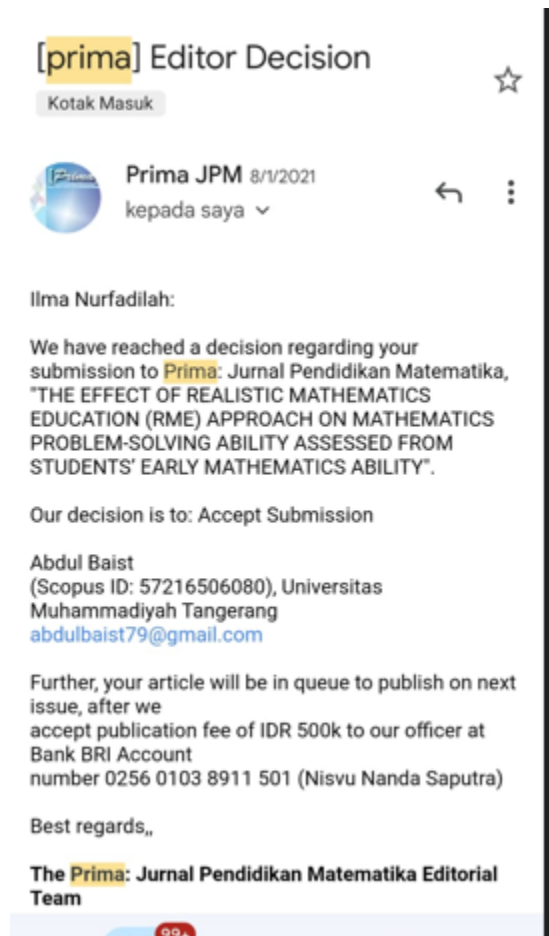 [prima] Editor Decision
Kotak Masuk
Prima
Prima JPM 8/1/2021
kepada saya
Ilma Nurfadilah:
We have reached a decision regarding your
submission to Prima: Jurnal Pendidikan Matematika,
"THE EFFECT OF REALISTIC MATHEMATICS
EDUCATION (RME) APPROACH ON MATHEMATICS
PROBLEM-SOLVING ABILITY ASSESSED FROM
STUDENTS' EARLY MATHEMATICS ABILITY".
Our decision is to: Accept Submission
Abdul Baist
(Scopus ID: 57216506080), Universitas
Muhammadiyah Tangerang
abdulbaist79@gmail.com
Further, your article will be in queue to publish on next
issue, after we
accept publication fee of IDR 500k to our officer at
Bank BRI Account
number 0256 0103 8911 501 (Nisvu Nanda Saputra)
Best regards,,
The Prima: Jurnal Pendidikan Matematika Editorial
Team
99+